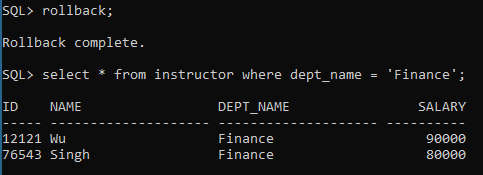 SQL> rollback;
Rollback complete.
SQL> select * from instructor where dept_name = 'Finance';
ID    NAME                 DEPT_NAME                SALARY
----- -------------------- -------------------- ----------
12121 Wu                   Finance                   90000
76543 Singh                Finance                   80000